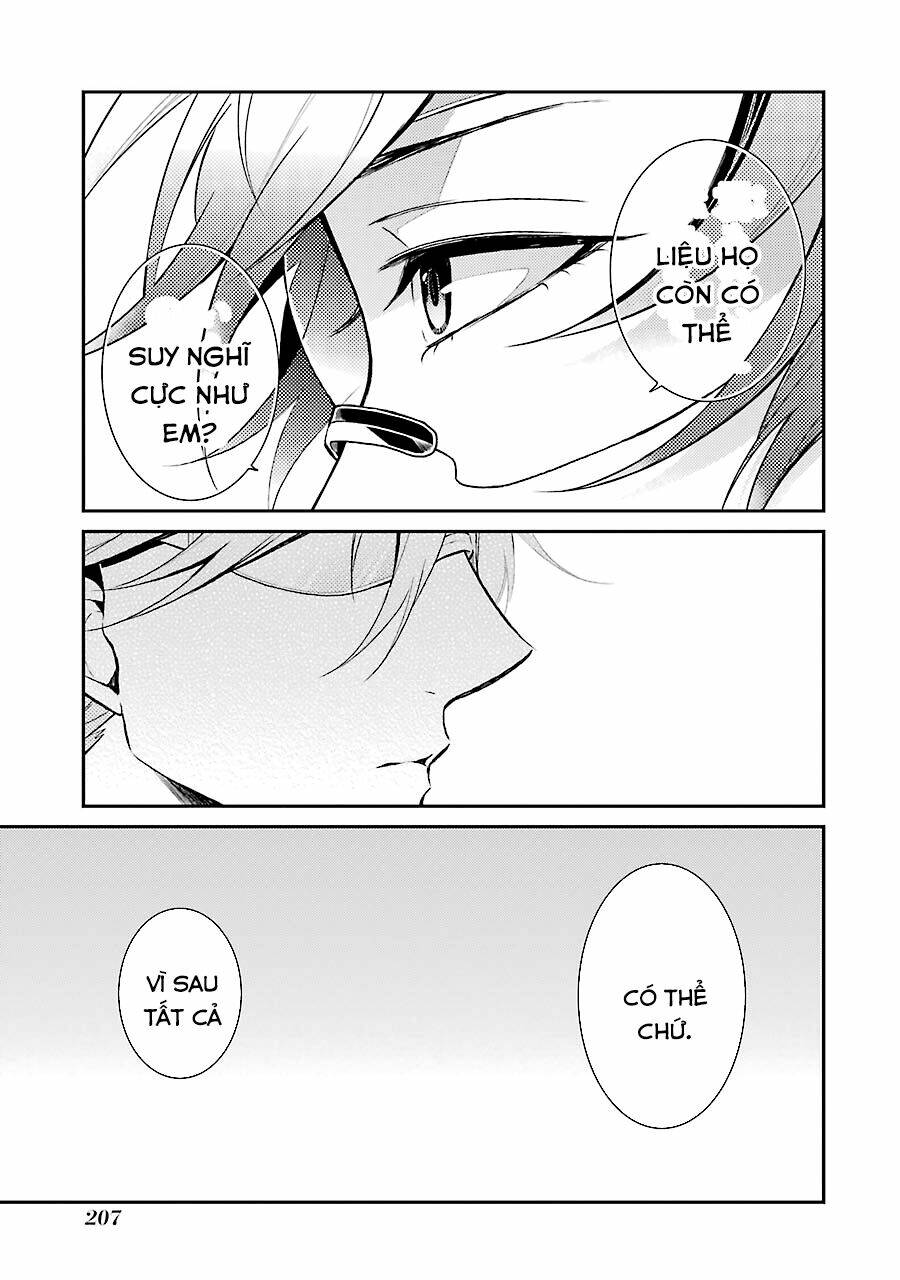 LIỆU HỌ
CÒN CÓ
THỂ
SUY NGHĨ
CỰC NHƯ
EM?
CÓ THỂ
CHỨ.
VÌ SAU
TẤT CẢ
207